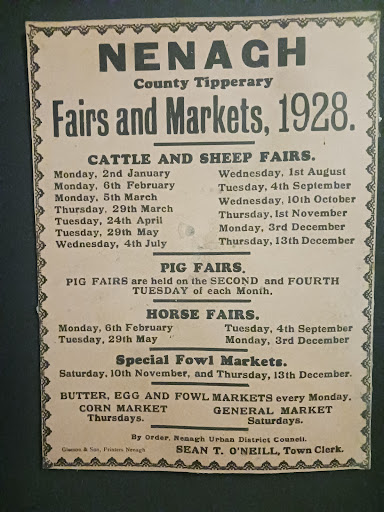 NENAGH
County Tipperary
Fairs and Markets, 1928.
CATTLE AND SHEEP FAIRS.
Monday, 2nd January
Monday, 6th February
Monday, 5th March
Thursday, 29th March
Tuesday, 24th April
Tuesday, 29th May
Wednesday, 4th July
Wednesday, 1st August
Tuesday, 4th September
Wednesday, 10th October
Thursday, 1st November
Monday, 3rd December
Thursday, 13th December
PIG FAIRS.
PIG FAIRS are held on the SECOND and FOURTH
TUESDAY of each Month.
HORSE FAIRS.
Monday, 6th February
Tuesday, 29th May
Tuesday, 4th September
Monday, 3rd December
Special Fowl Markets.
Saturday, 10th November, and Thursday, 13th December.
BUTTER, EGG AND FOWL MARKETS every Monday.
CORN MARKET
Thursdays.
GENERAL MARKET
Saturdays.
By Order, Nenagh Urban District Council.
Gleeson & Son, Printers, Nenagh
SEAN T. O'NEILL, Town Clerk.